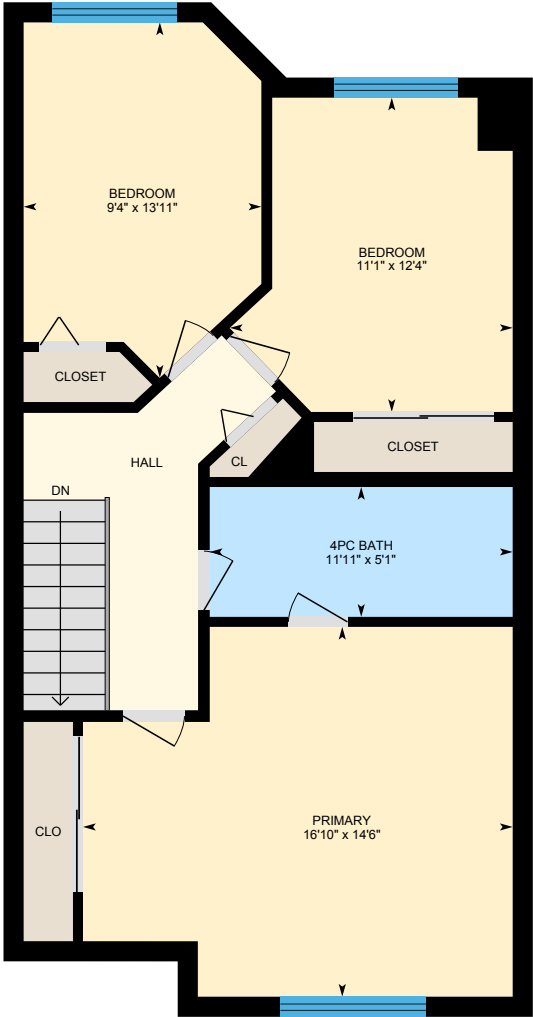 BEDROOM
9'4" x 13'11"
BEDROOM
11'1" x 12'4"
CLOSET
CLOSET
HALL
CL
DN
4PC BATH
11'11" x 5'1"
PRIMARY
16'10" x 14'6"
CLO